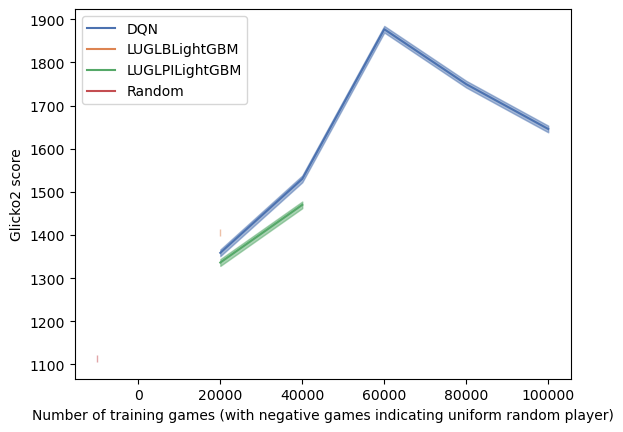 1900
1800
1700
1600
1500
1400
1300
1200
1100
Glicko2 score
DQN
LUGLBLightGBM
LUGLPILightGBM
Random
0
20000
40000
60000
80000
100000
Number of training games (with negative games indicating uniform random player)